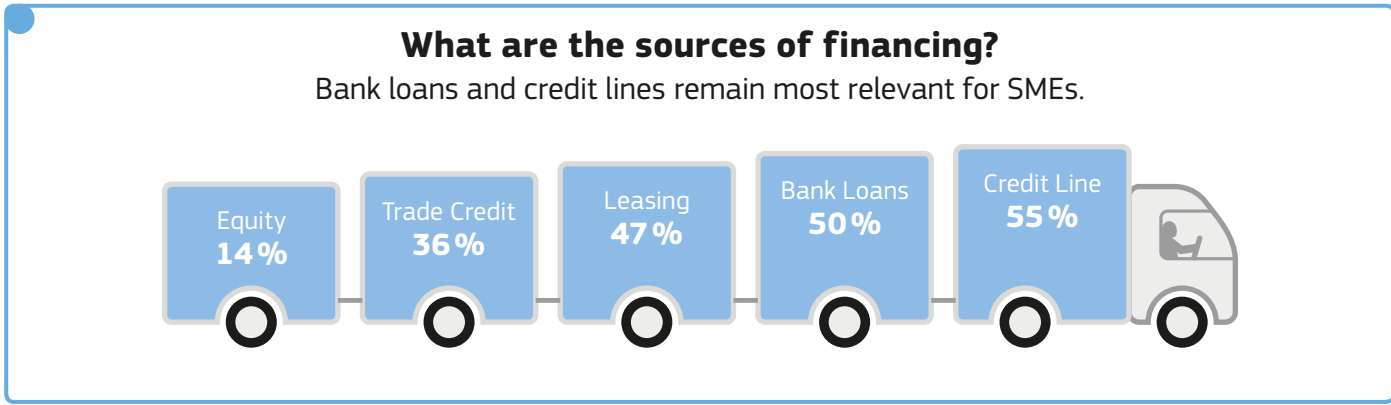 What are the sources of financing?
Bank loans and credit lines remain most relevant for SMEs.
Equity
14 %
Trade Credit
36 %
Leasing
47 %
Bank Loans
50 %
Credit Line
55 %